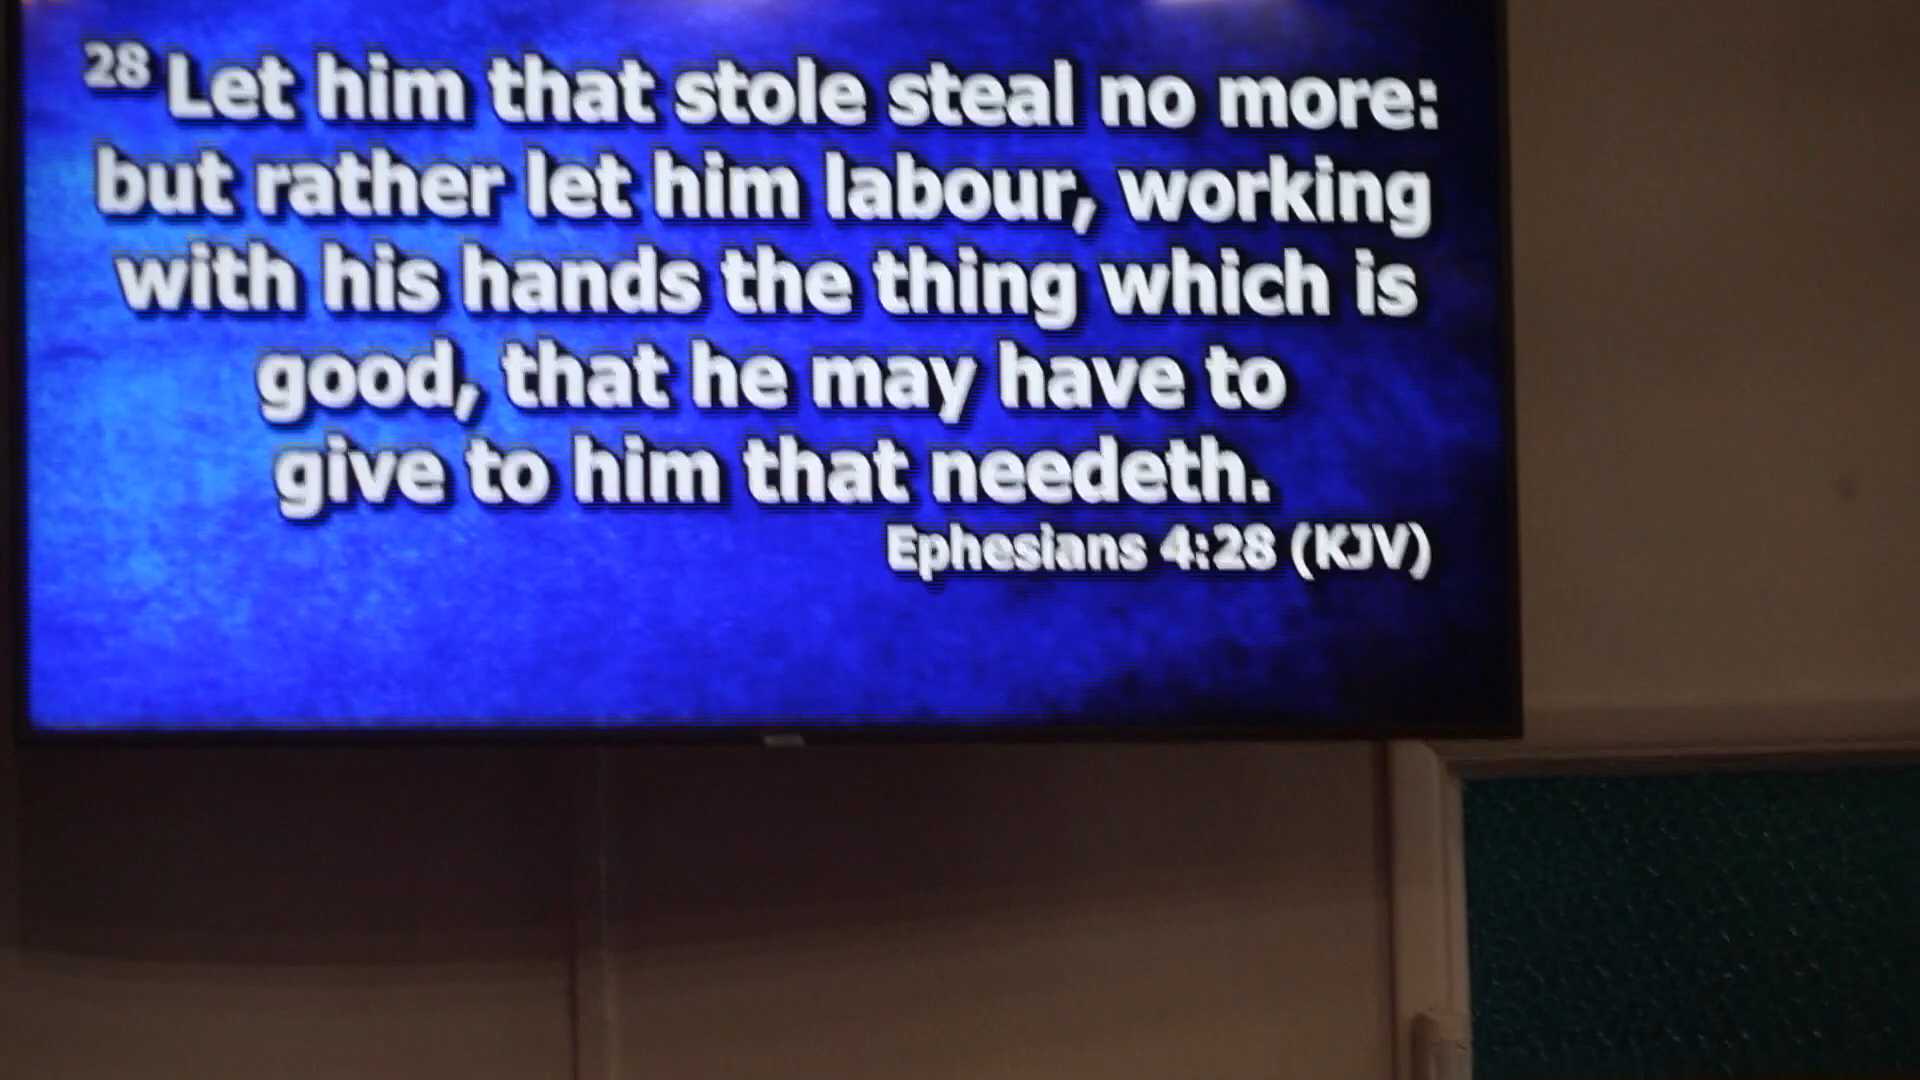 28 Let him that stole steal no more:
but rather let him labour, working
with his hands the thing which is
good, that he may have to
give to him that needeth.
Ephesians 4:28 (KJV)